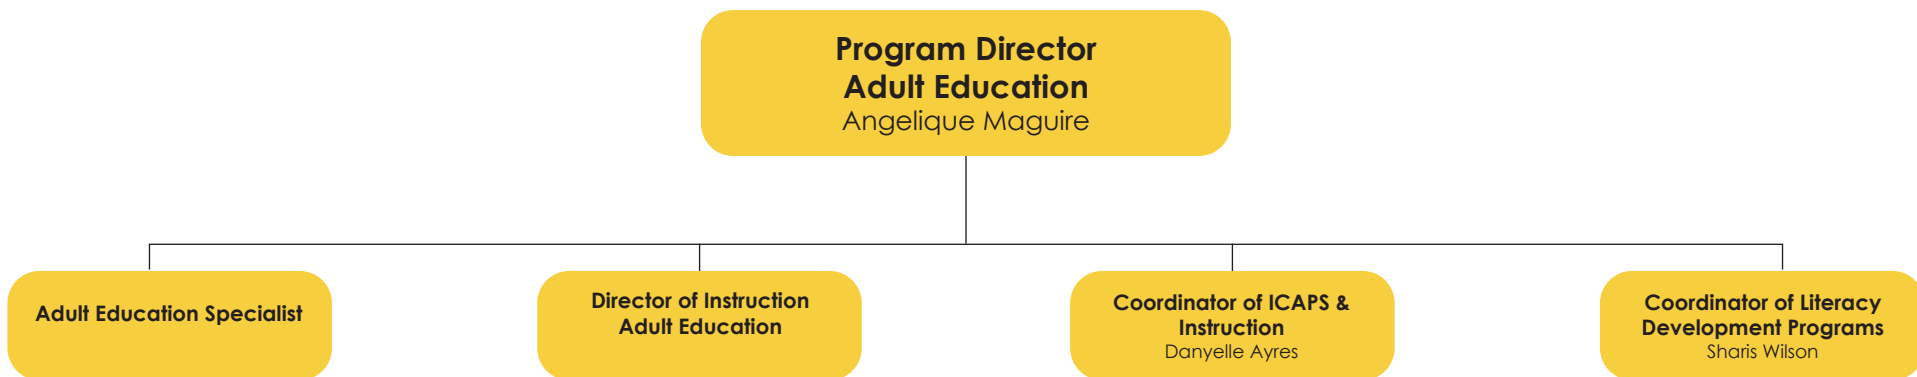 Program Director
Adult Education
Angelique Maguire
Adult Education Specialist
Director of Instruction
Adult Education
Coordinator of ICAPS &
Instruction
Danyelle Ayres
Coordinator of Literacy
Development Programs
Sharis Wilson